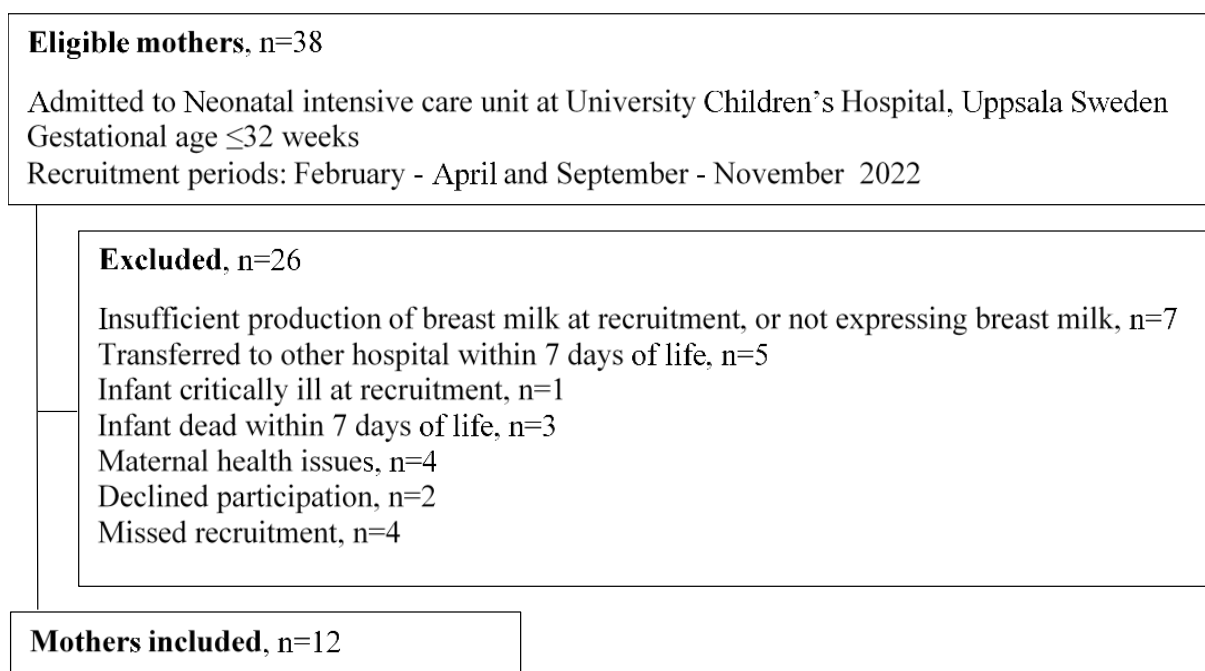 Eligible mothers, n=38
Admitted to Neonatal intensive care unit at University Children’s Hospital, Uppsala Sweden
Gestational age ≤32 weeks
Recruitment periods: February - April and September - November  2022
Excluded, n=26
Insufficient production of breast milk at recruitment, or not expressing breast milk, n=7
Transferred to other hospital within 7 days of life, n=5
Infant critically ill at recruitment, n=1
Infant dead within 7 days of life, n=3
Maternal health issues, n=4
Declined participation, n=2
Missed recruitment, n=4
Mothers included, n=12